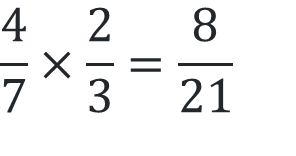 4/7 × 2/3 = 8/21